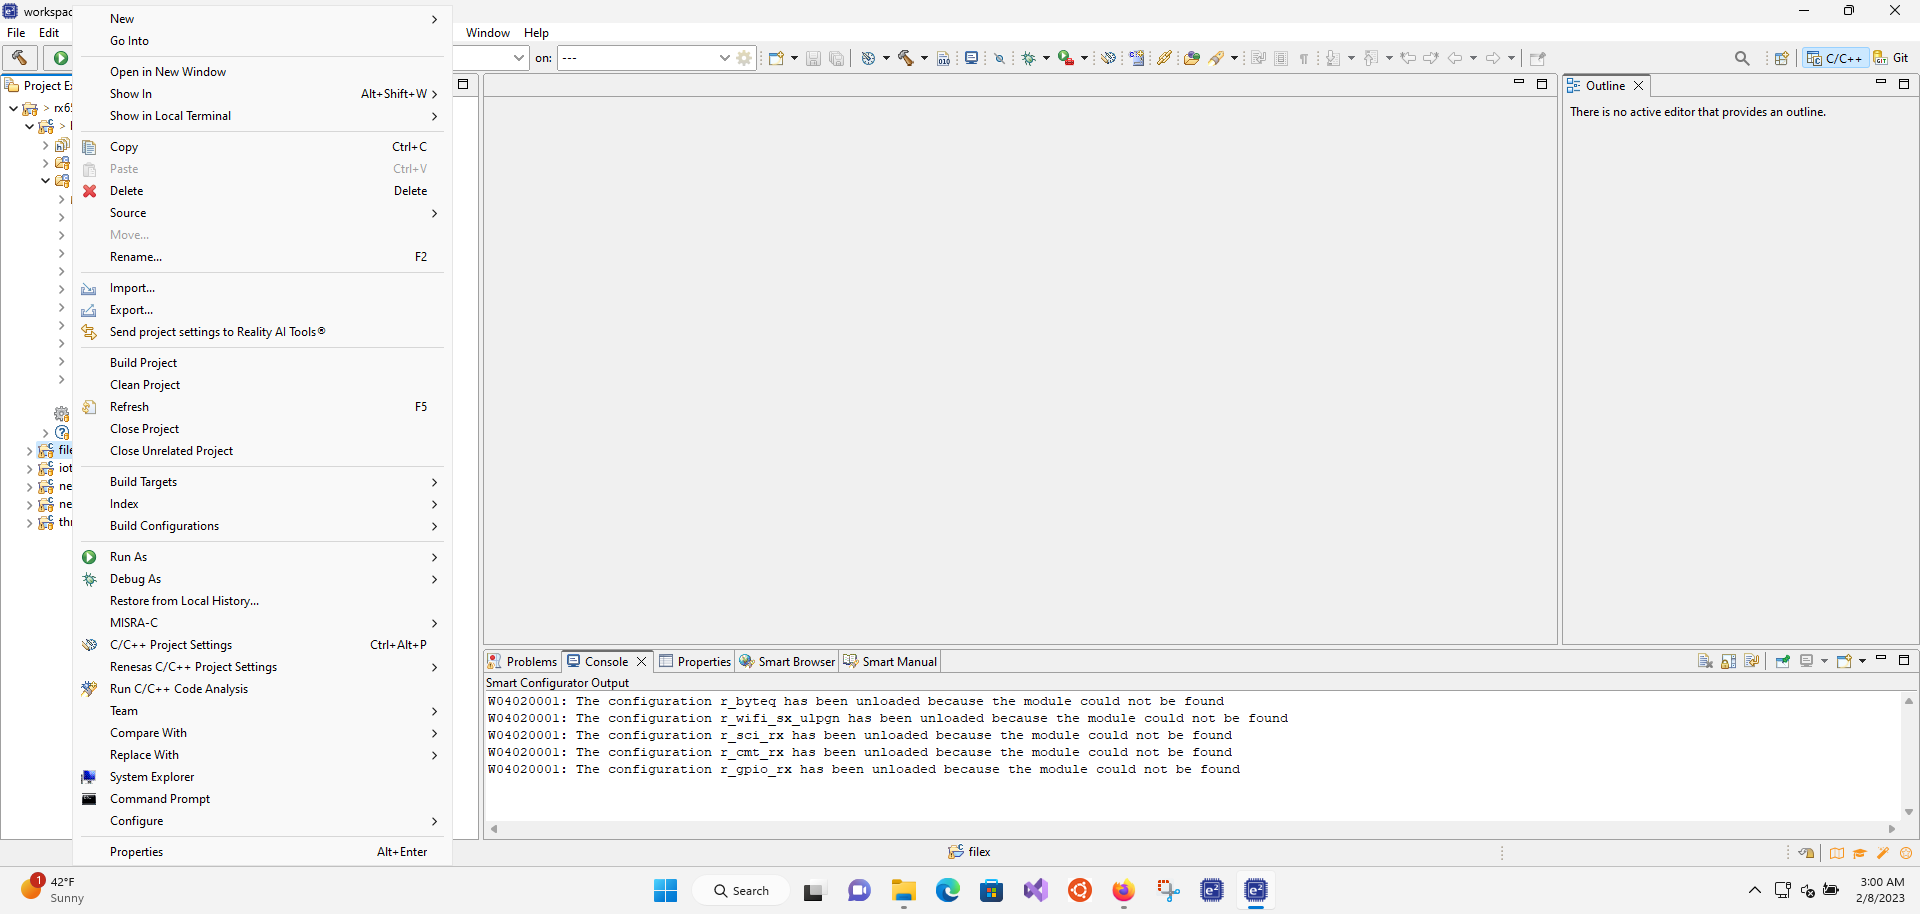 workspac
File Edit Window Help
on: ---
C/C++ Git
New
Go Into
Open in New Window
Show In Alt+Shift+W
Show in Local Terminal
Copy Ctrl+C
Paste Ctrl+V
Delete Delete
Source
Move...
Rename... F2
Import...
Export...
Send project settings to Reality AI Tools®
Build Project
Clean Project
Refresh F5
Close Project
Close Unrelated Project
Build Targets
Index
Build Configurations
Run As
Debug As
Restore from Local History...
MISRA-C
C/C++ Project Settings Ctrl+Alt+P
Renesas C/C++ Project Settings
Run C/C++ Code Analysis
Team
Compare With
Replace With
System Explorer
Command Prompt
Configure
Properties Alt+Enter
Project Ex
> rx65
>
file
iot
ne
ne
thr
Outline
There is no active editor that provides an outline.
Problems Console Properties Smart Browser Smart Manual
Smart Configurator Output
W04020001: The configuration r_byteq has been unloaded because the module could not be found
W04020001: The configuration r_wifi_sx_ulpgn has been unloaded because the module could not be found
W04020001: The configuration r_sci_rx has been unloaded because the module could not be found
W04020001: The configuration r_cmt_rx has been unloaded because the module could not be found
W04020001: The configuration r_gpio_rx has been unloaded because the module could not be found
filex
1
42°F
Sunny
Search
3:00 AM
2/8/2023